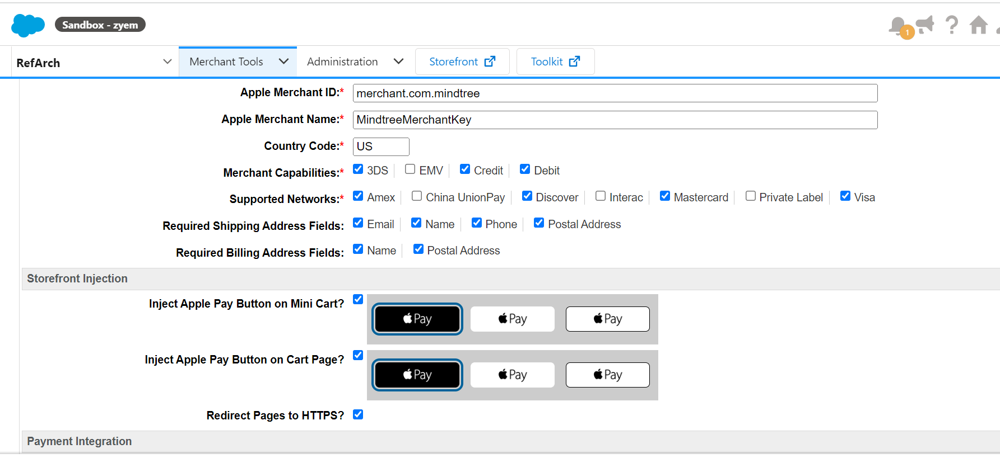 Sandbox - zyem
1
RefArch Merchant Tools Administration Storefront Toolkit
Apple Merchant ID:* merchant.com.mindtree
Apple Merchant Name:* MindtreeMerchantKey
Country Code:* US
Merchant Capabilities:* 3DS EMV Credit Debit
Supported Networks:* Amex China UnionPay Discover Interac Mastercard Private Label Visa
Required Shipping Address Fields: Email Name Phone Postal Address
Required Billing Address Fields: Name Postal Address
Storefront Injection
Inject Apple Pay Button on Mini Cart? Pay Pay Pay
Inject Apple Pay Button on Cart Page? Pay Pay Pay
Redirect Pages to HTTPS?
Payment Integration